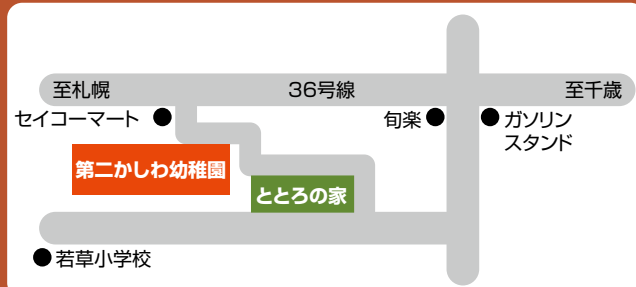 至札幌
36号線
至千歳
セイコーマート
旬楽
ガソリン
スタンド
第二かしわ幼稚園
ととろの家
若草小学校